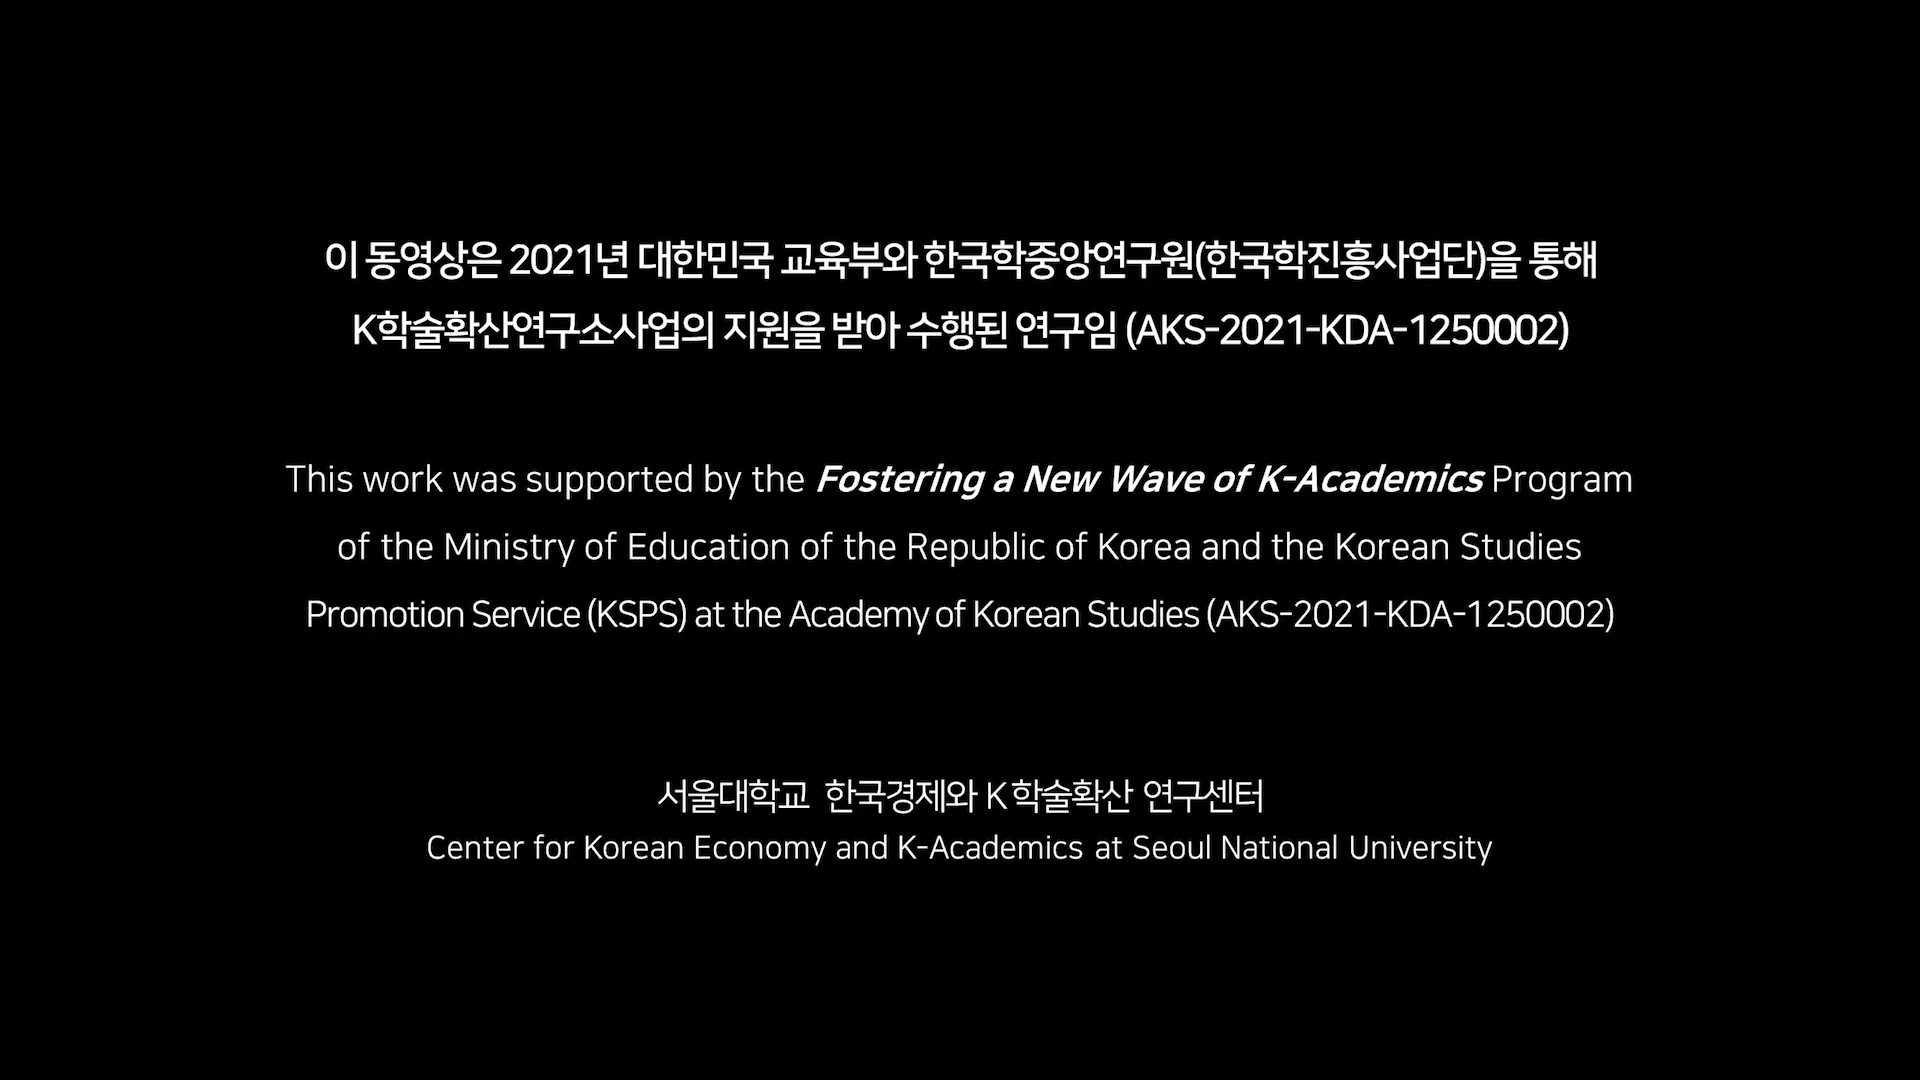 이 동영상은 2021년 대한민국 교육부와 한국학중앙연구원(한국학진흥사업단)을 통해
K학술확산연구소사업의 지원을 받아 수행된 연구임 (AKS-2021-KDA-1250002)
This work was supported by the Fostering a New Wave of K-Academics Program
of the Ministry of Education of the Republic of Korea and the Korean Studies
Promotion Service (KSPS) at the Academy of Korean Studies (AKS-2021-KDA-1250002)
서울대학교 한국경제와 K학술확산 연구센터
Center for Korean Economy and K-Academics at Seoul National University